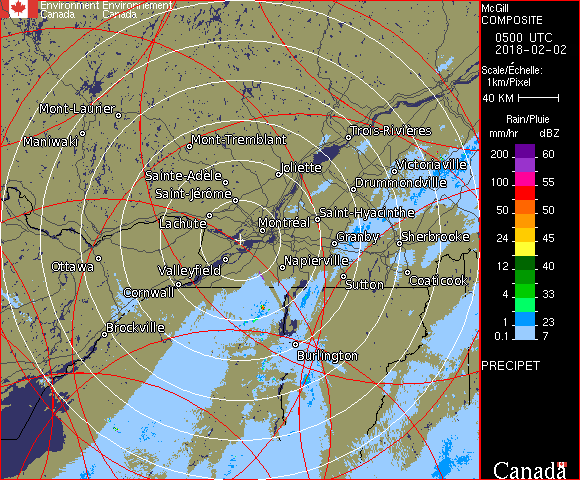 Environment Environnement
Canada Canada
McGill
COMPOSITE
0500 UTC
2018-02-02
Scale/Échelle:
1km/Pixel
40 KM
Rain/Pluie
mm/hr dBZ
200 60
100 55
50 50
24 45
12 40
4 33
1 23
0.1 7
PRECIPET
Canada
Mont-Laurier
Maniwaki
Mont-Tremblant
Trois-Rivières
Joliette
Victoriaville
Sainte-Adèle
Drummondville
Saint-Jérôme
Lachute
Saint-Hyacinthe
Montréal
Granby
Sherbrooke
Ottawa
Valleyfield
Napierville
Cornwall
Sutton
Coaticook
Brockville
Burlington